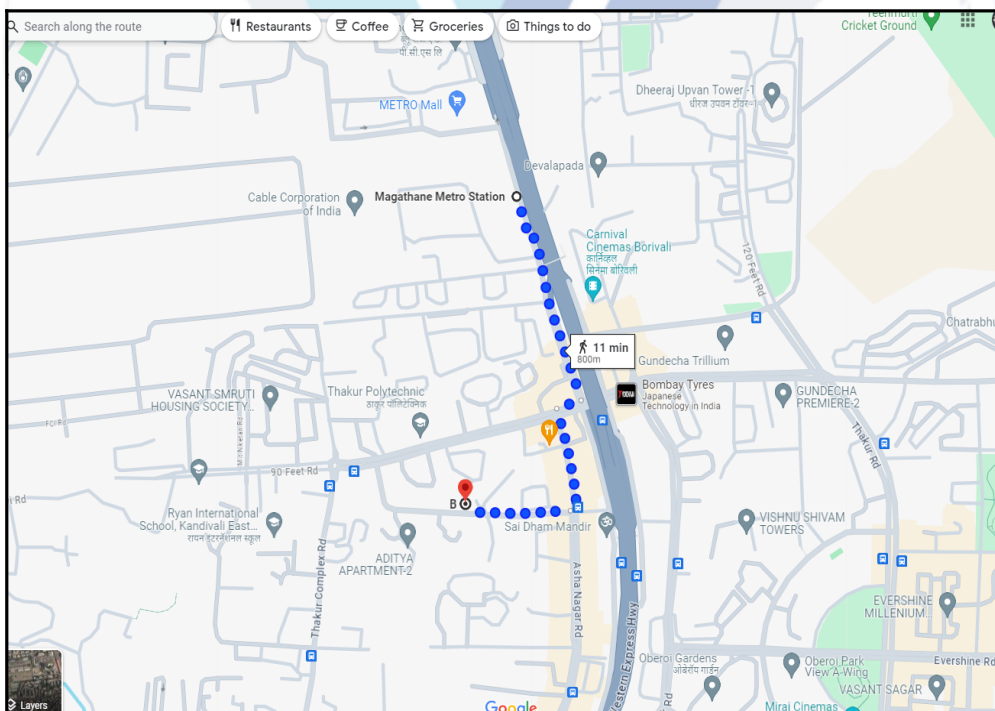 Search along the route
Restaurants
Coffee
Groceries
Things to do
Cricket Ground
पी.सी.एस लि
METRO Mall
Dheeraj Upvan Tower -1
धीरज उपवन टॉवर-१
Devalapada
Cable Corporation
of India
Magathane Metro Station
Carnival
Cinemas Borivali
कार्निव्हल
सिनेमा बोरिवली
120 Feet Rd
Chatrabhu
11 min
800m
Gundecha Trillium
Thakur Polytechnic
ठाकूर पॉलिटेक्निक
Bombay Tyres
Japanese
Technology in India
VASANT SMRUTI
HOUSING SOCIETY...
GUNDECHA
PREMIERE-2
FCI Rd
90 Feet Rd
Thakur Rd
B
Ryan International
School, Kandivali East...
रायन इंटरनॅशनल स्कूल
Sai Dham Mandir
VISHNU SHIVAM
TOWERS
ADITYA
APARTMENT-2
Thakur Complex Rd
Asha Nagar Rd
Western Express Hwy
EVERSHINE
MILLENIUM...
Oberoi Gardens
ओबेरॉय गार्डन
Oberoi Park
View A-Wing
Evershine Rd
VASANT SAGAR
Layers
Google
Miraj Cinemas